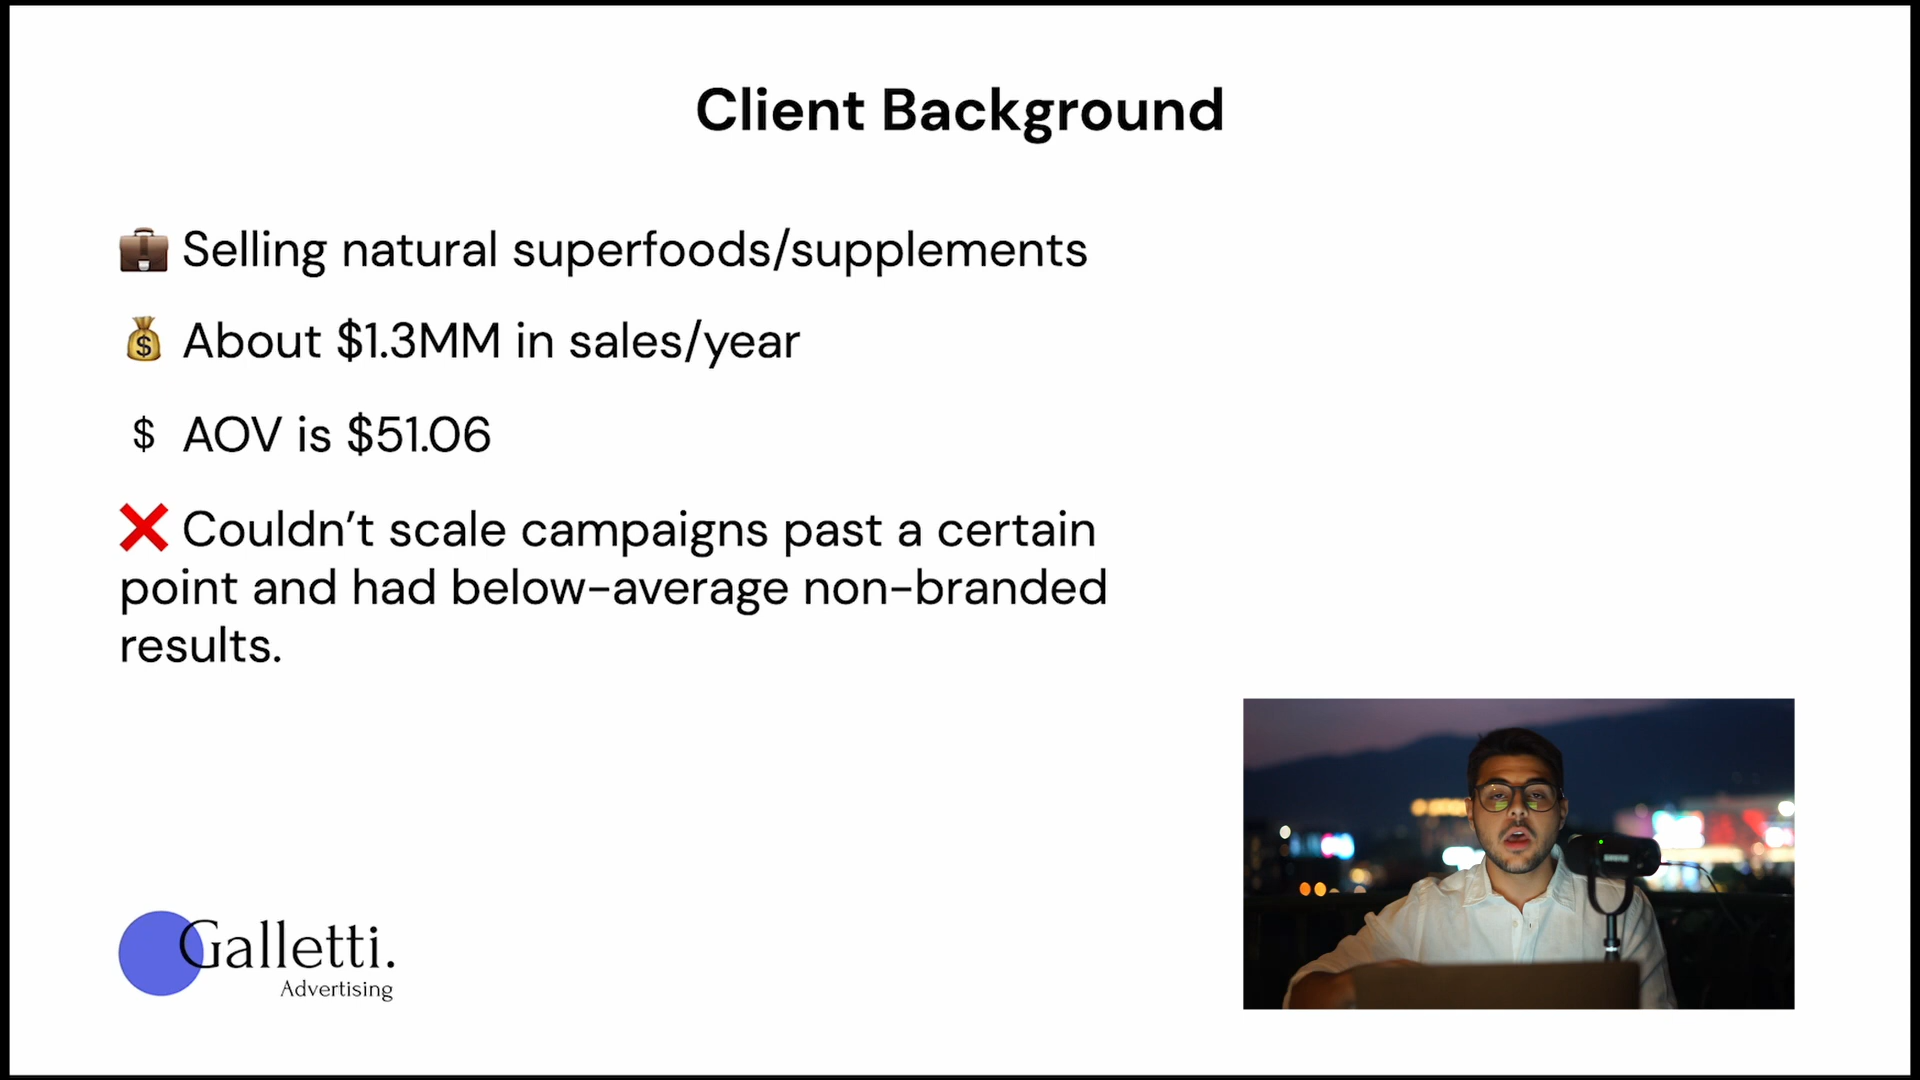 Client Background
💼 Selling natural superfoods/supplements
💰 About $1.3MM in sales/year
$ AOV is $51.06
❌ Couldn’t scale campaigns past a certain
point and had below-average non-branded
results.
Galletti.
Advertising